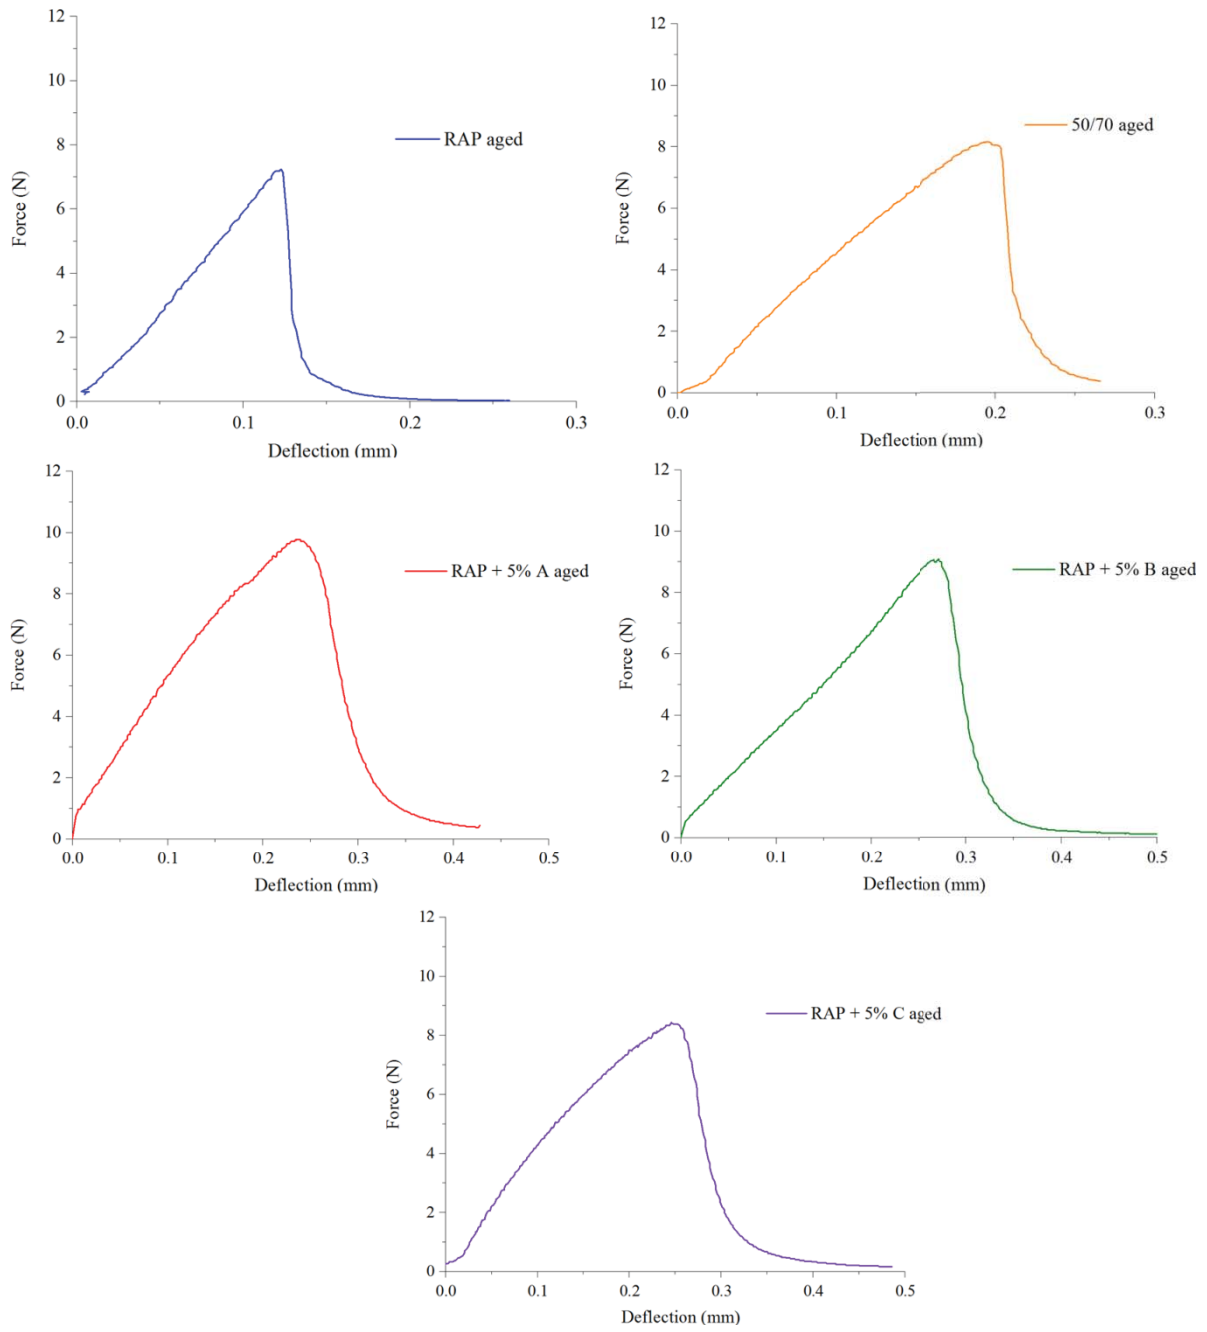 12
10
8
6
4
2
0
Force (N)
RAP aged
0.0 0.1 0.2 0.3
Deflection (mm)
12
10
8
6
4
2
0
Force (N)
50/70 aged
0.0 0.1 0.2 0.3
Deflection (mm)
12
10
8
6
4
2
0
Force (N)
RAP + 5% A aged
0.0 0.1 0.2 0.3 0.4 0.5
Deflection (mm)
12
10
8
6
4
2
0
Force (N)
RAP + 5% B aged
0.0 0.1 0.2 0.3 0.4 0.5
Deflection (mm)
12
10
8
6
4
2
0
Force (N)
RAP + 5% C aged
0.0 0.1 0.2 0.3 0.4 0.5
Deflection (mm)